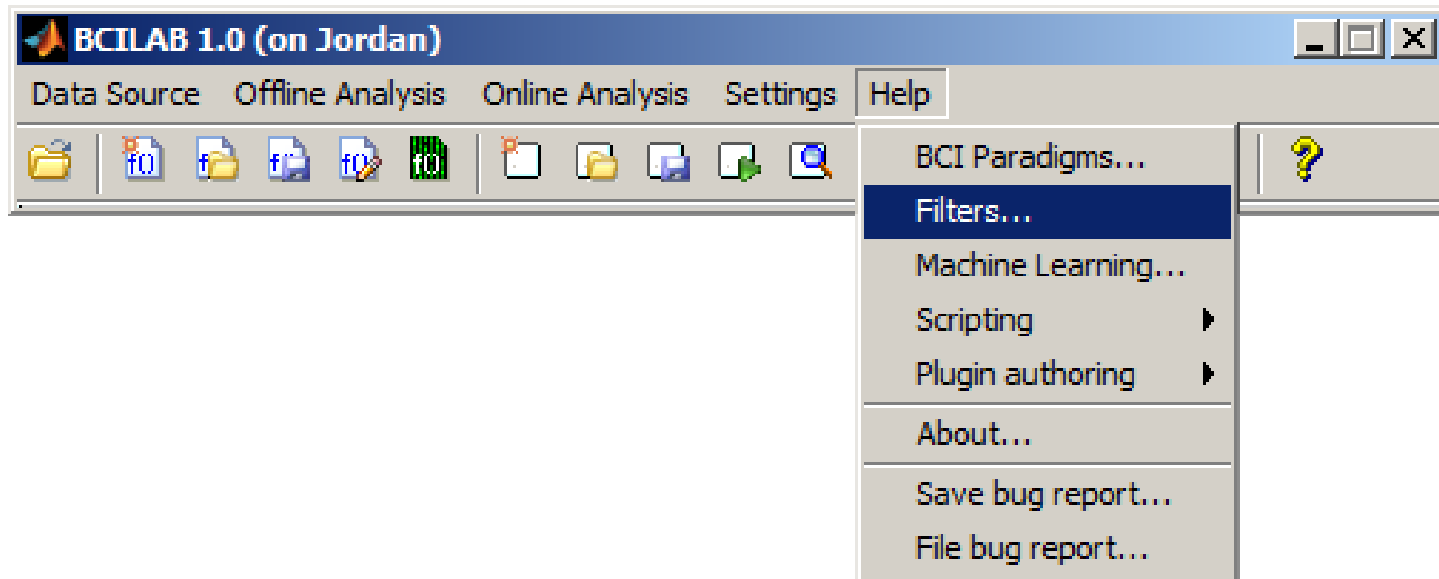 BCILAB 1.0 (on Jordan)
Data Source Offline Analysis Online Analysis Settings Help
f() f() f()
BCI Paradigms...
Filters...
Machine Learning...
Scripting
Plugin authoring
About...
Save bug report...
File bug report...